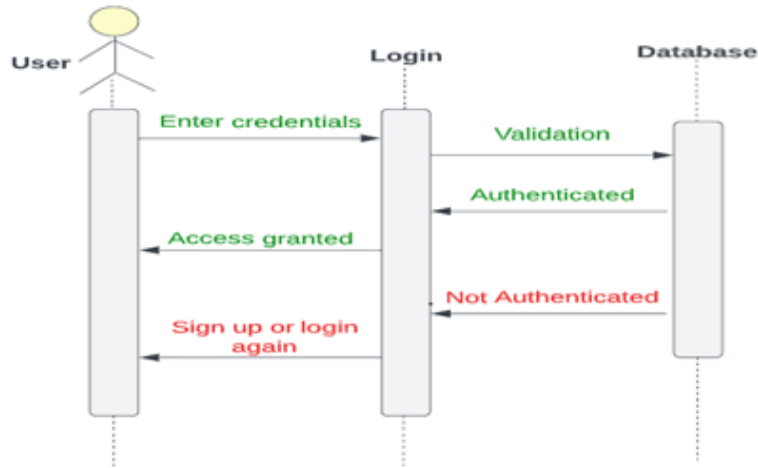 User
Login
Database
Enter credentials
Validation
Authenticated
Access granted
Not Authenticated
Sign up or login
again